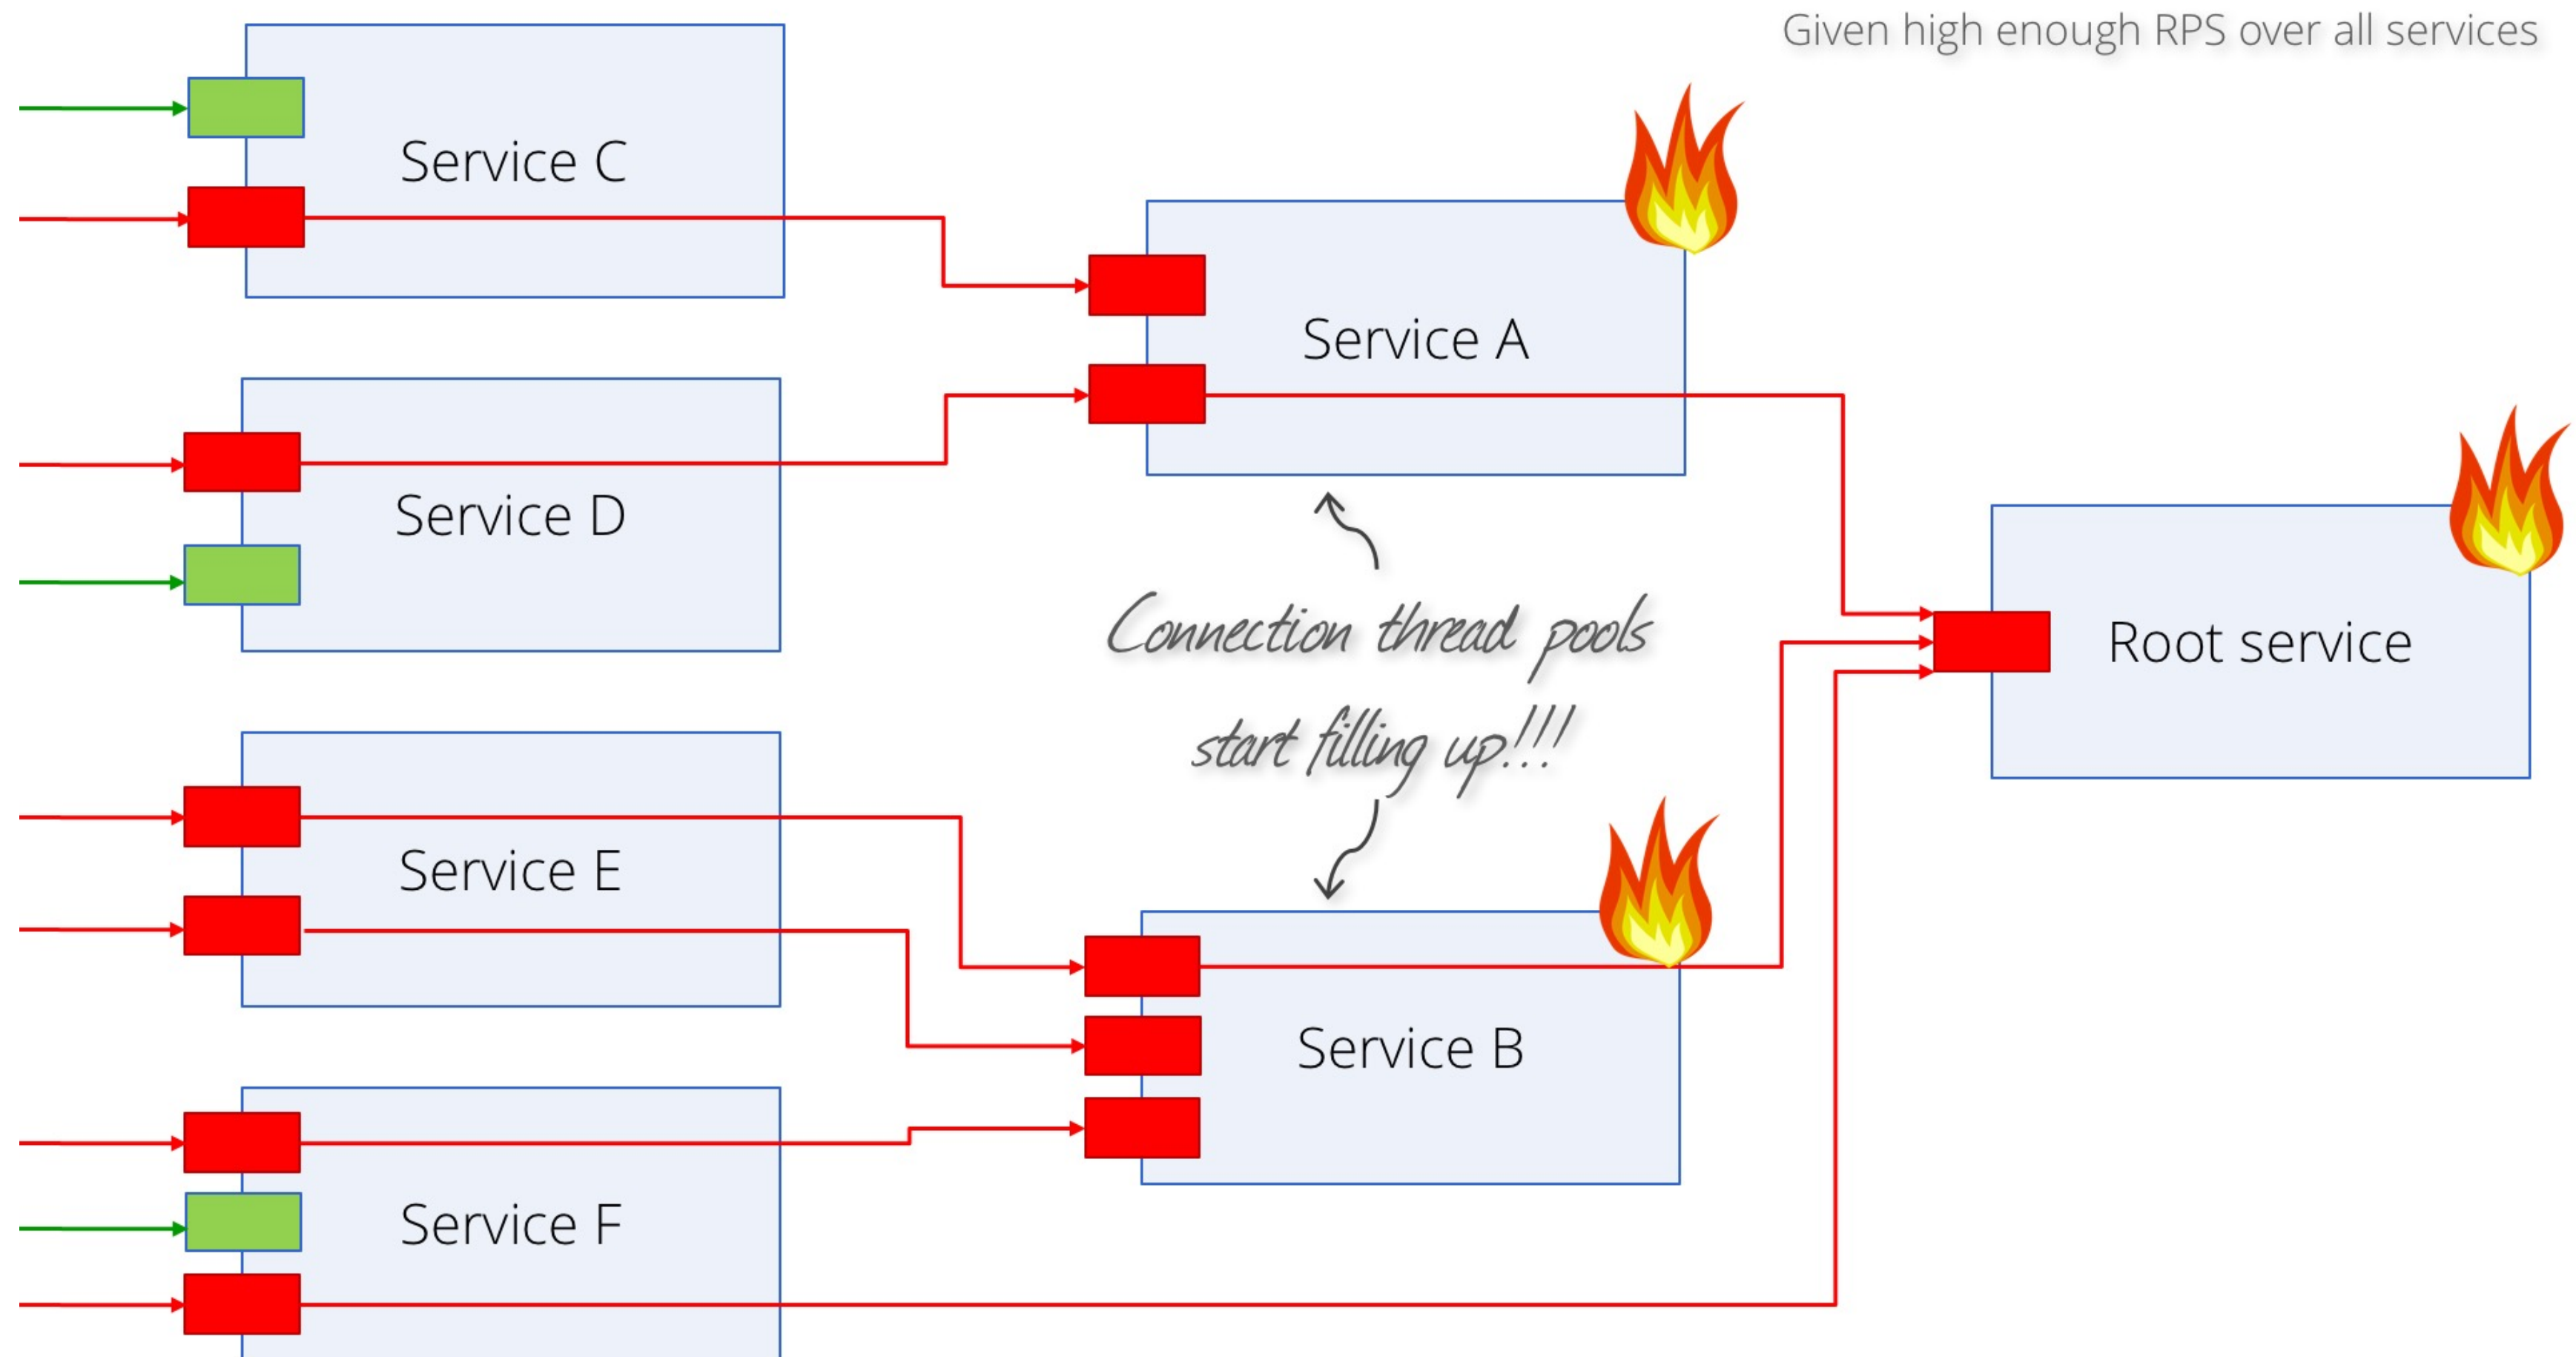 Given high enough RPS over all services
Service C
Service A
Service D
Root service
Connection thread pools
start filling up!!!
Service E
Service B
Service F